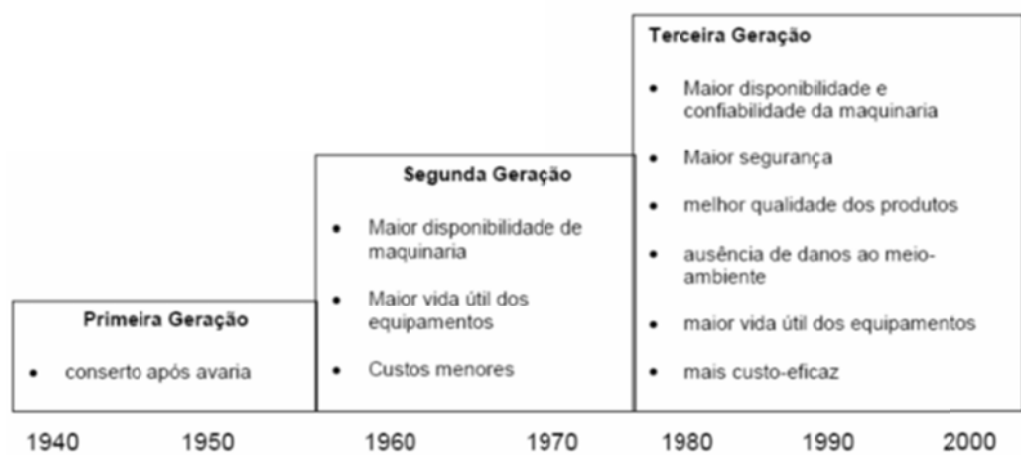 Primeira Geração
• conserto após avaria
Segunda Geração
• Maior disponibilidade de
maquinaria
• Maior vida útil dos
equipamentos
• Custos menores
Terceira Geração
• Maior disponibilidade e
confiabilidade da maquinaria
• Maior segurança
• melhor qualidade dos produtos
• ausência de danos ao meio-
ambiente
• maior vida útil dos equipamentos
• mais custo-eficaz
1940 1950 1960 1970 1980 1990 2000